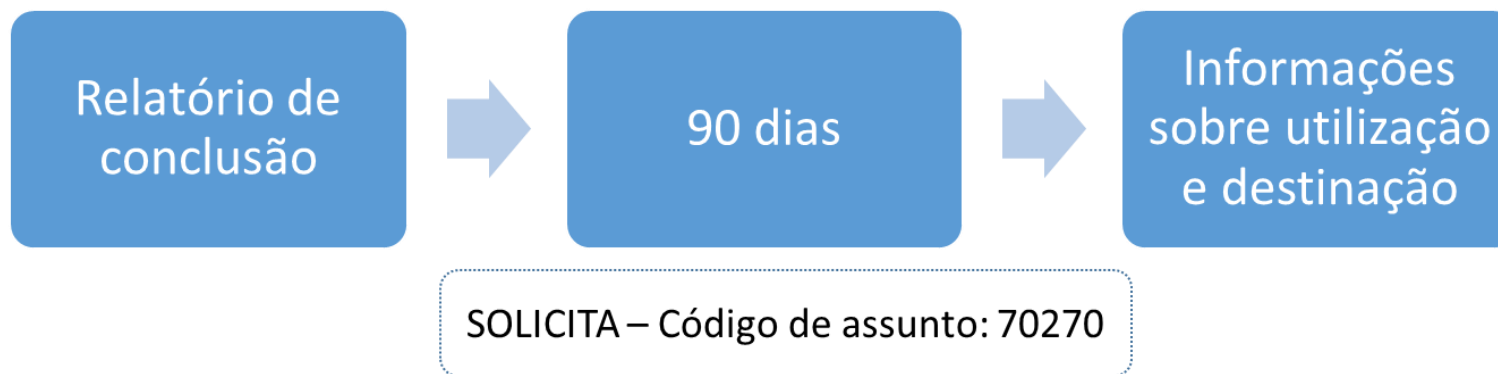 Relatório de
conclusão
90 dias
Informações
sobre utilização
e destinação
SOLICITA – Código de assunto: 70270